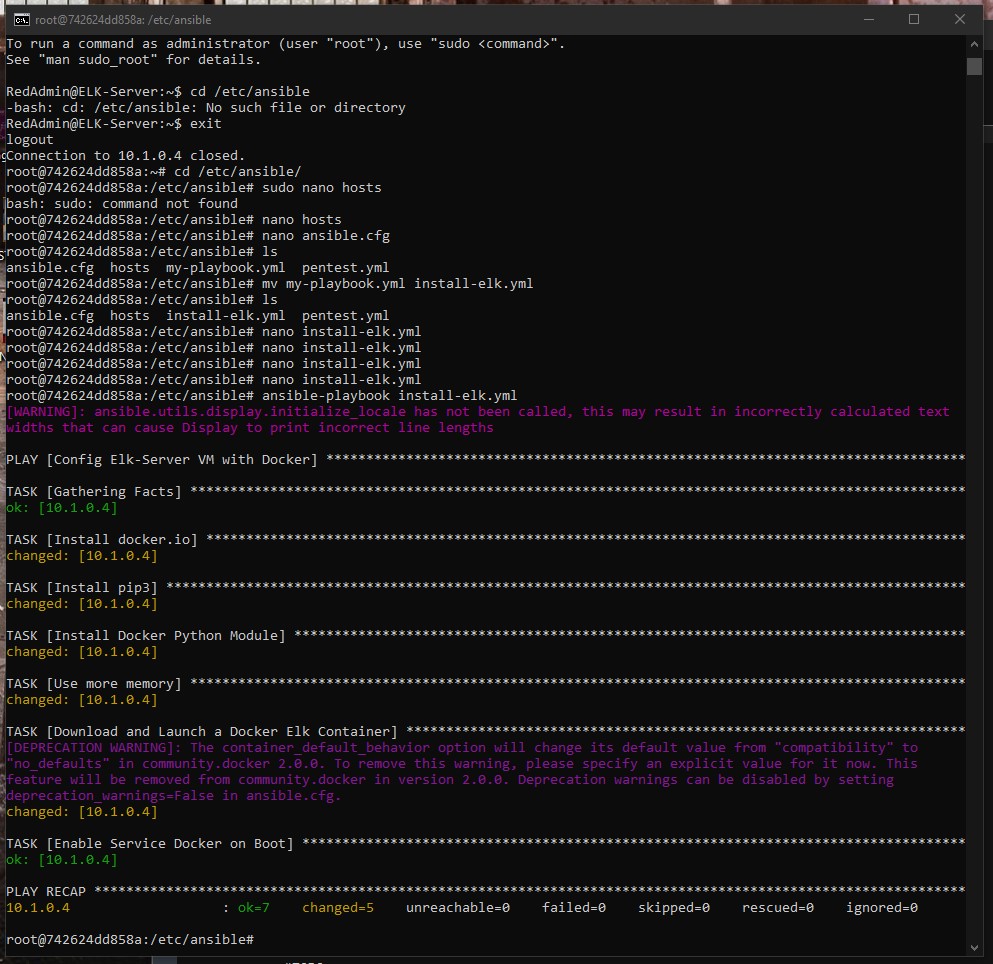 root@742624dd858a: /etc/ansible
To run a command as administrator (user "root"), use "sudo <command>".
See "man sudo_root" for details.
RedAdmin@ELK-Server:~$ cd /etc/ansible
-bash: cd: /etc/ansible: No such file or directory
RedAdmin@ELK-Server:~$ exit
logout
Connection to 10.1.0.4 closed.
root@742624dd858a:~# cd /etc/ansible/
root@742624dd858a:/etc/ansible# sudo nano hosts
bash: sudo: command not found
root@742624dd858a:/etc/ansible# nano hosts
root@742624dd858a:/etc/ansible# nano ansible.cfg
root@742624dd858a:/etc/ansible# ls
ansible.cfg  hosts  my-playbook.yml  pentest.yml
root@742624dd858a:/etc/ansible# mv my-playbook.yml install-elk.yml
root@742624dd858a:/etc/ansible# ls
ansible.cfg  hosts  install-elk.yml  pentest.yml
root@742624dd858a:/etc/ansible# nano install-elk.yml
root@742624dd858a:/etc/ansible# nano install-elk.yml
root@742624dd858a:/etc/ansible# nano install-elk.yml
root@742624dd858a:/etc/ansible# nano install-elk.yml
root@742624dd858a:/etc/ansible# ansible-playbook install-elk.yml
[WARNING]: ansible.utils.display.initialize_locale has not been called, this may result in incorrectly calculated text
widths that can cause Display to print incorrect line lengths
PLAY [Config Elk-Server VM with Docker] ********************************************************************************
TASK [Gathering Facts] *************************************************************************************************
ok: [10.1.0.4]
TASK [Install docker.io] ***********************************************************************************************
changed: [10.1.0.4]
TASK [Install pip3] ****************************************************************************************************
changed: [10.1.0.4]
TASK [Install Docker Python Module] ************************************************************************************
changed: [10.1.0.4]
TASK [Use more memory] *************************************************************************************************
changed: [10.1.0.4]
TASK [Download and Launch a Docker Elk Container] **********************************************************************
[DEPRECATION WARNING]: The container_default_behavior option will change its default value from "compatibility" to
"no_defaults" in community.docker 2.0.0. To remove this warning, please specify an explicit value for it now. This
feature will be removed from community.docker in version 2.0.0. Deprecation warnings can be disabled by setting
deprecation_warnings=False in ansible.cfg.
changed: [10.1.0.4]
TASK [Enable Service Docker on Boot] ***********************************************************************************
ok: [10.1.0.4]
PLAY RECAP *************************************************************************************************************
10.1.0.4                   : ok=7    changed=5    unreachable=0    failed=0    skipped=0    rescued=0    ignored=0
root@742624dd858a:/etc/ansible#